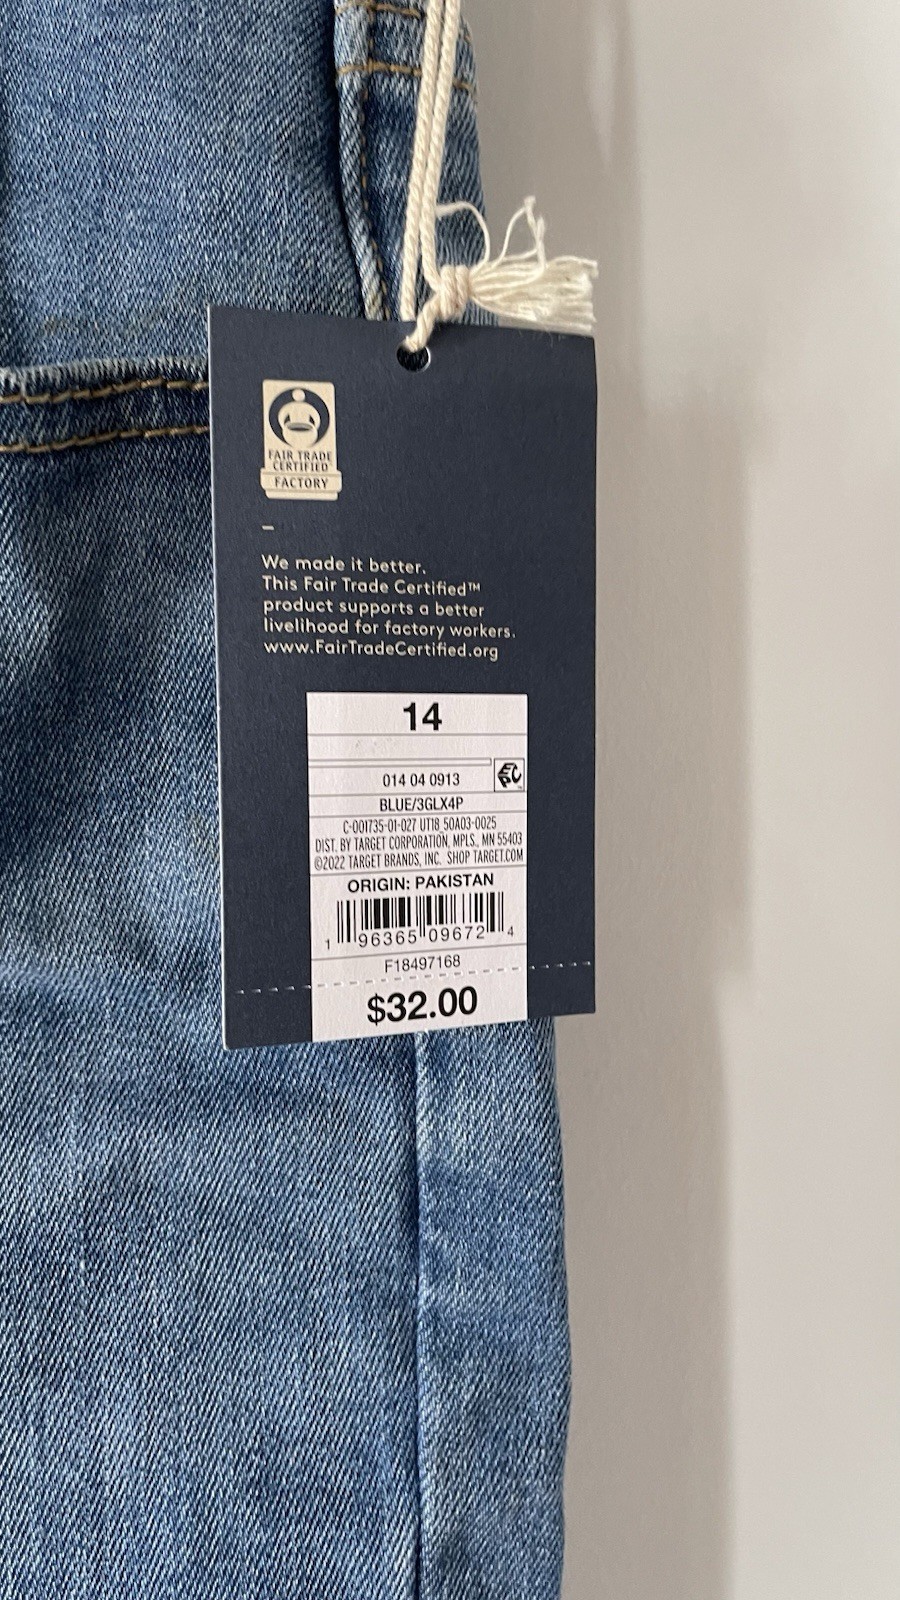 FAIR TRADE
CERTIFIED
FACTORY
We made it better.
This Fair Trade Certified™
product supports a better
livelihood for factory workers.
www.FairTradeCertified.org
14
014 04 0913
EPC
BLUE/3GLX4P
C-001735-01-027 UT18 50A03-0025
DIST. BY TARGET CORPORATION, MPLS., MN 55403
©2022 TARGET BRANDS, INC. SHOP TARGET.COM
ORIGIN: PAKISTAN
1 96365 09672 4
F18497168
$32.00